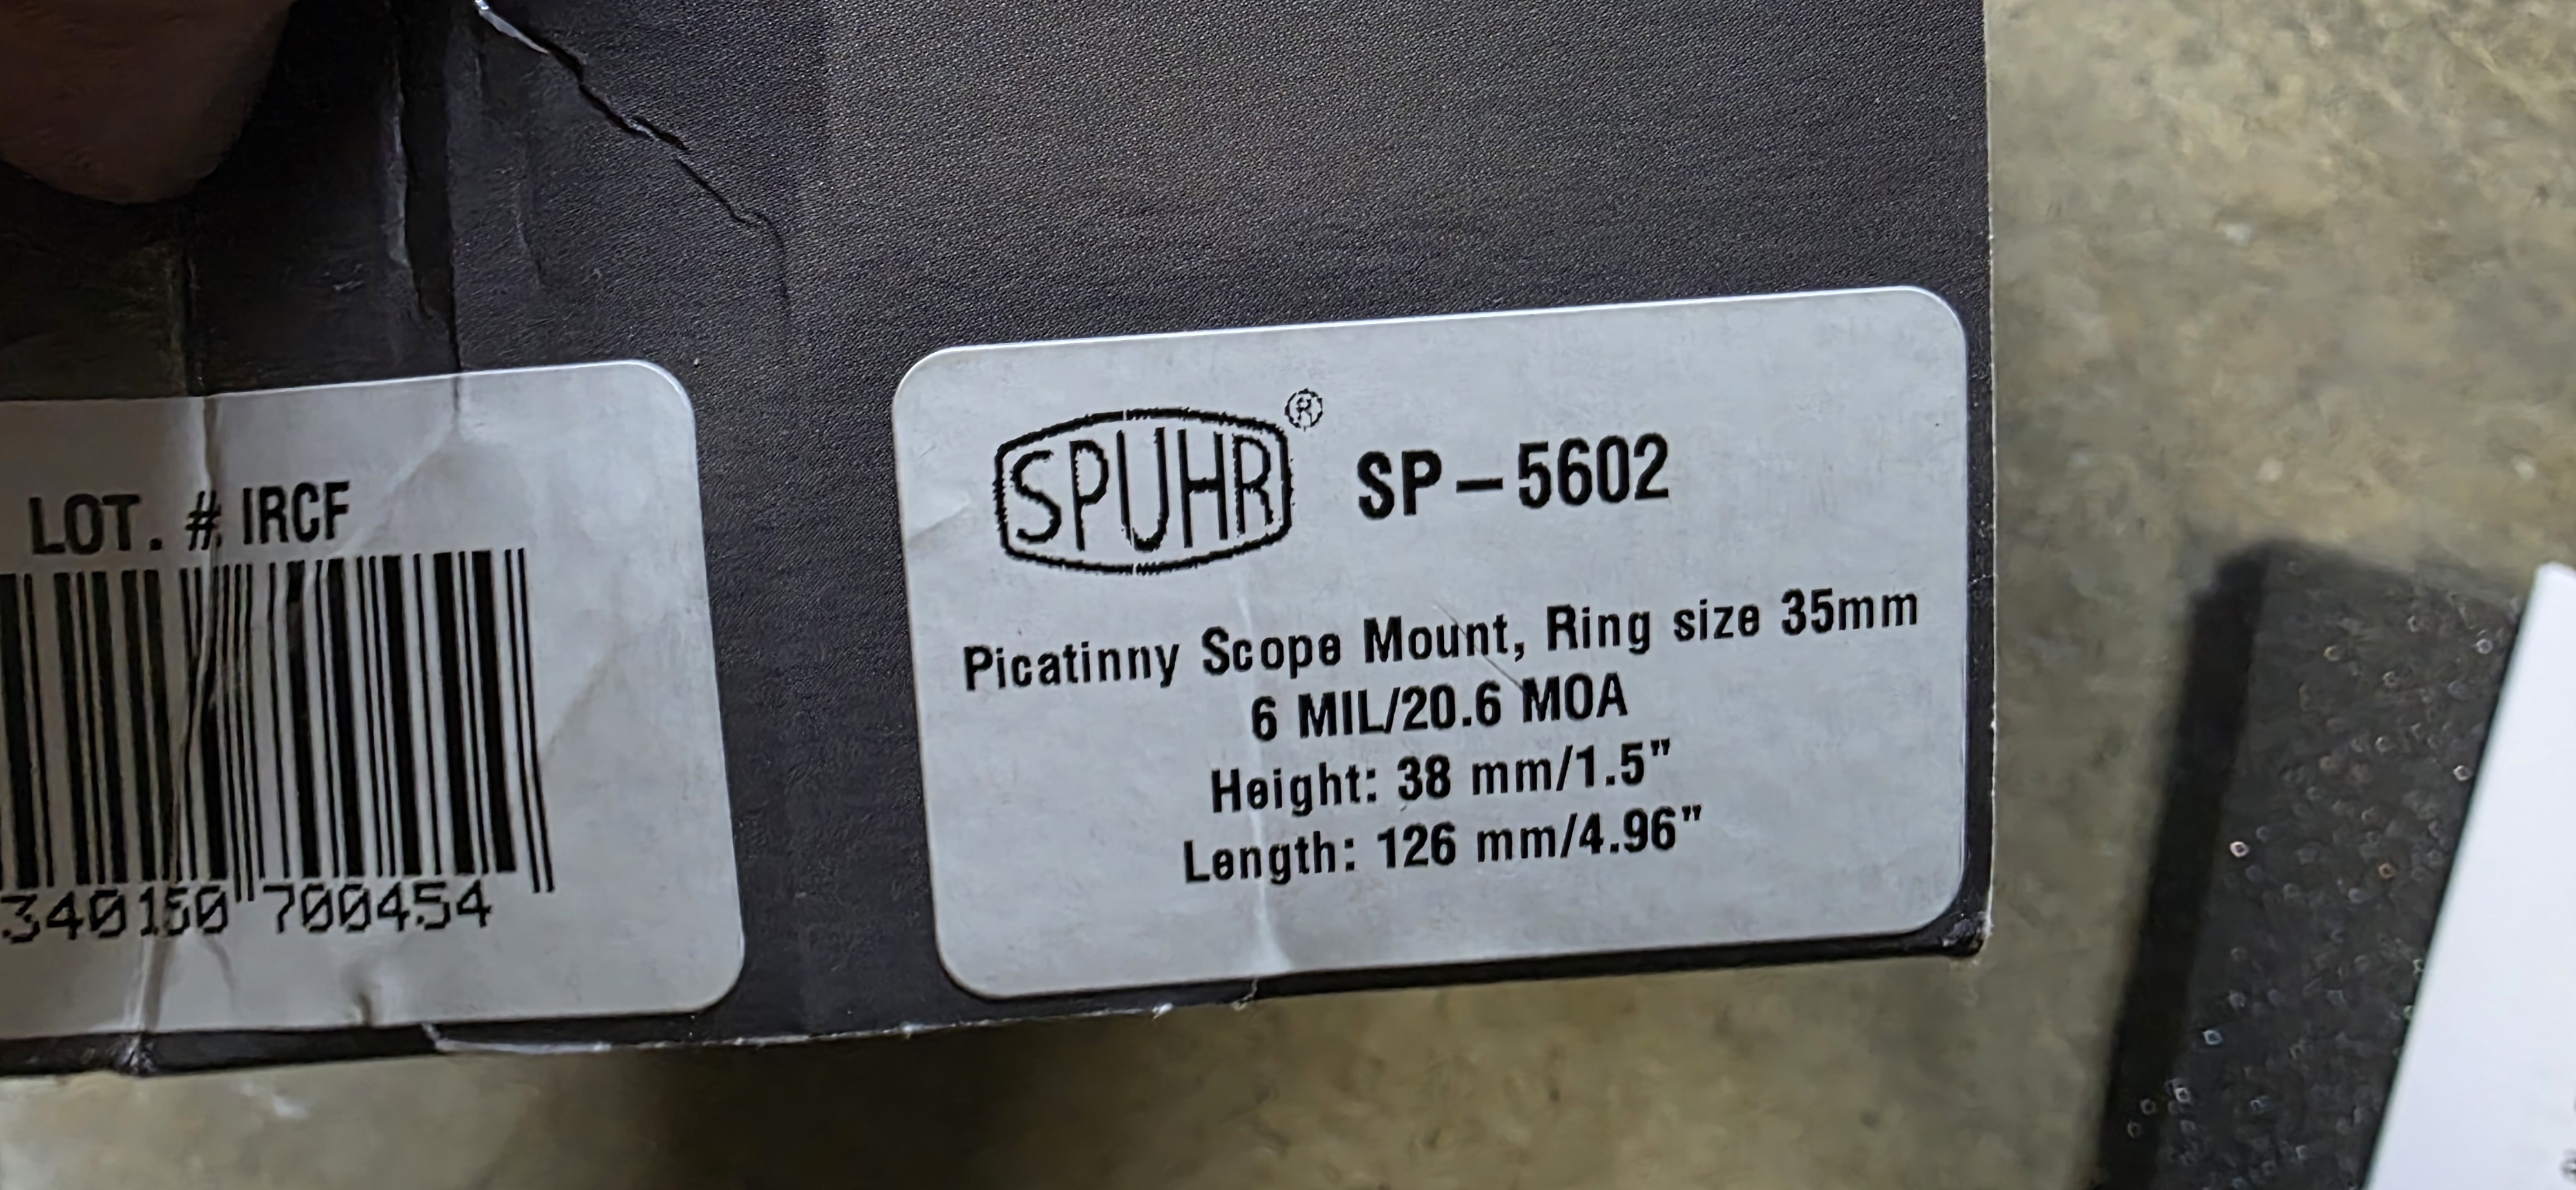 LOT. # IRCF
340150 700454
SPUHR® SP-5602
Picatinny Scope Mount, Ring size 35mm
6 MIL/20.6 MOA
Height: 38 mm/1.5"
Length: 126 mm/4.96"